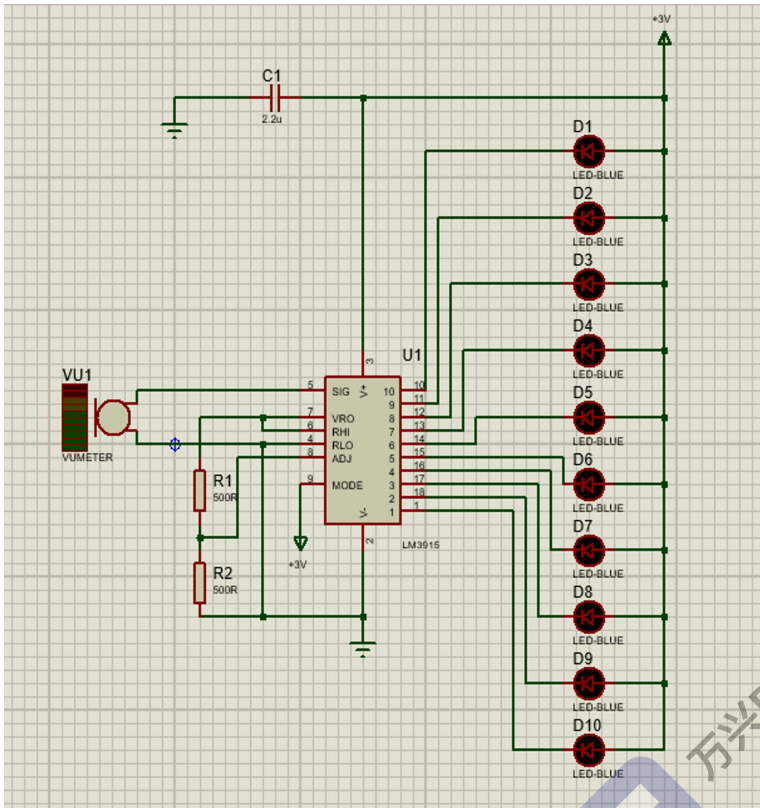 +3V
C1
2.2u
D1
LED-BLUE
D2
LED-BLUE
D3
LED-BLUE
D4
LED-BLUE
D5
LED-BLUE
D6
LED-BLUE
D7
LED-BLUE
D8
LED-BLUE
D9
LED-BLUE
D10
LED-BLUE
VU1
VUMETER
U1
LM3915
3
V+
5 SIG 10 10
9 11
7 VRO 8 12
6 RHI 7 13
4 RLO 6 14
8 ADJ 5 15
4 16
9 MODE 3 17
2 18
1 1
V-
2
+3V
R1
500R
R2
500R
万兴